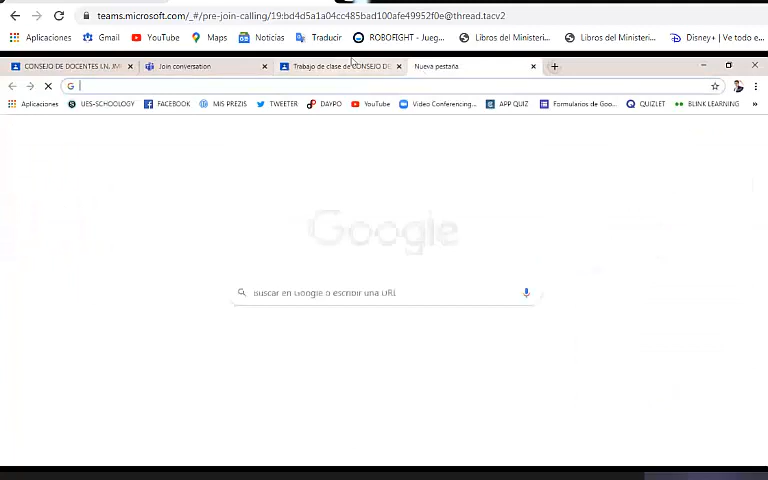 teams.microsoft.com/_#/pre-join-calling/19:bd4d5a1a04cc485bad100afe49952f0e@thread.tacv2
Aplicaciones Gmail YouTube Maps Noticias Traducir ROBOFIGHT - Jueg... Libros del Ministeri... Libros del Ministeri... Disney+ | Ve todo e...
CONSEJO DE DOCENTES I.N. JM Join conversation Trabajo de clase de CONSEJO DE Nueva pestaña
Aplicaciones UES-SCHOOLOGY FACEBOOK MIS PREZIS TWEETER DAYPO YouTube Video Conferencing,... APP QUIZ Formularios de Goo... QUIZLET BLINK LEARNING »
Google
Buscar en Google o escribir una URL